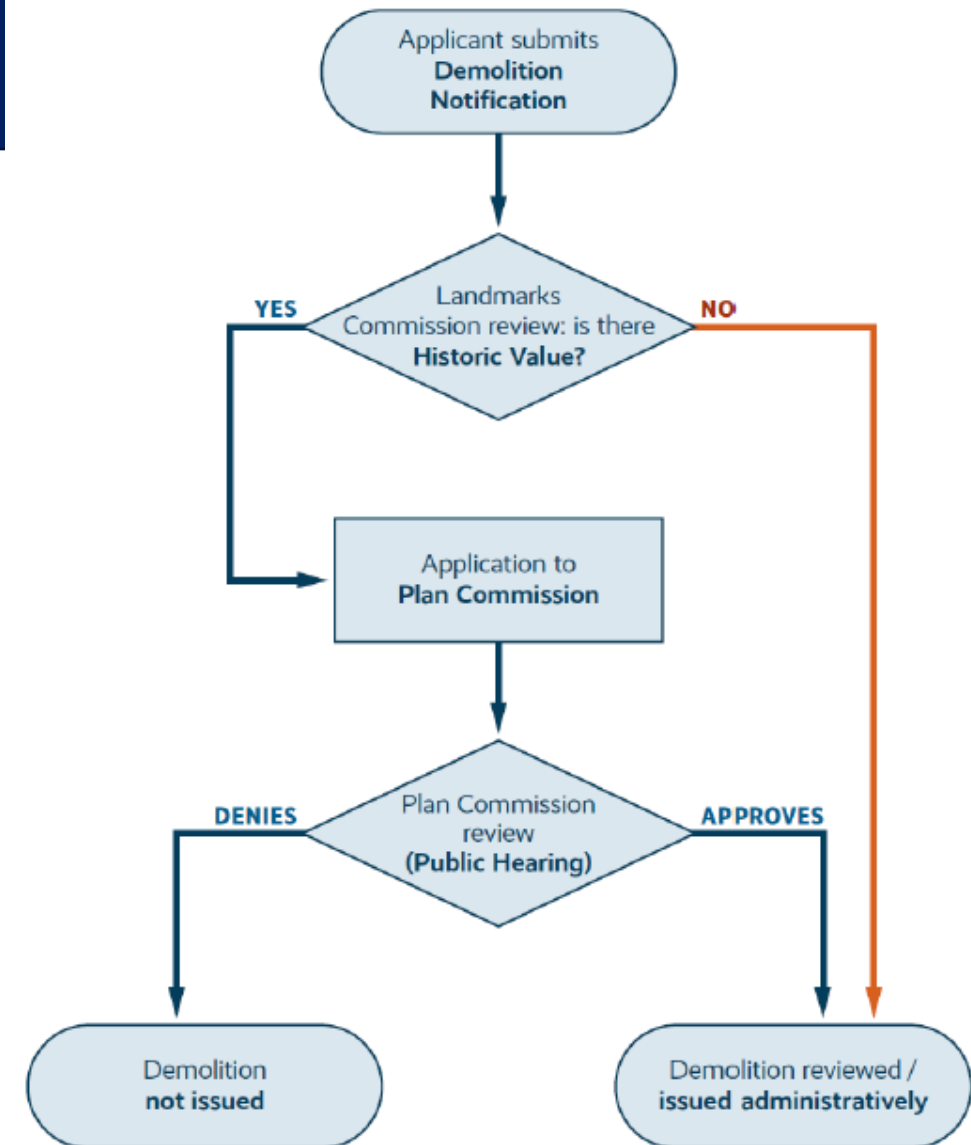 Applicant submits
Demolition
Notification
YES
Landmarks
Commission review: is there
Historic Value?
NO
Application to
Plan Commission
DENIES
Plan Commission
review
(Public Hearing)
APPROVES
Demolition
not issued
Demolition reviewed /
issued administratively